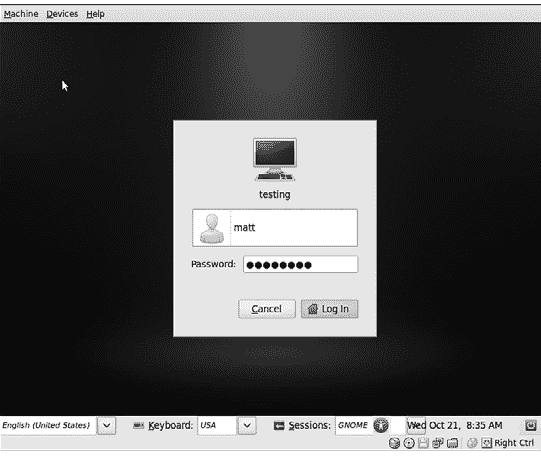 Machine Devices Help
testing
matt
Password: ●●●●●●●●
Cancel Log In
English (United States) Keyboard: USA Sessions: GNOME Wed Oct 21, 8:35 AM
Right Ctrl